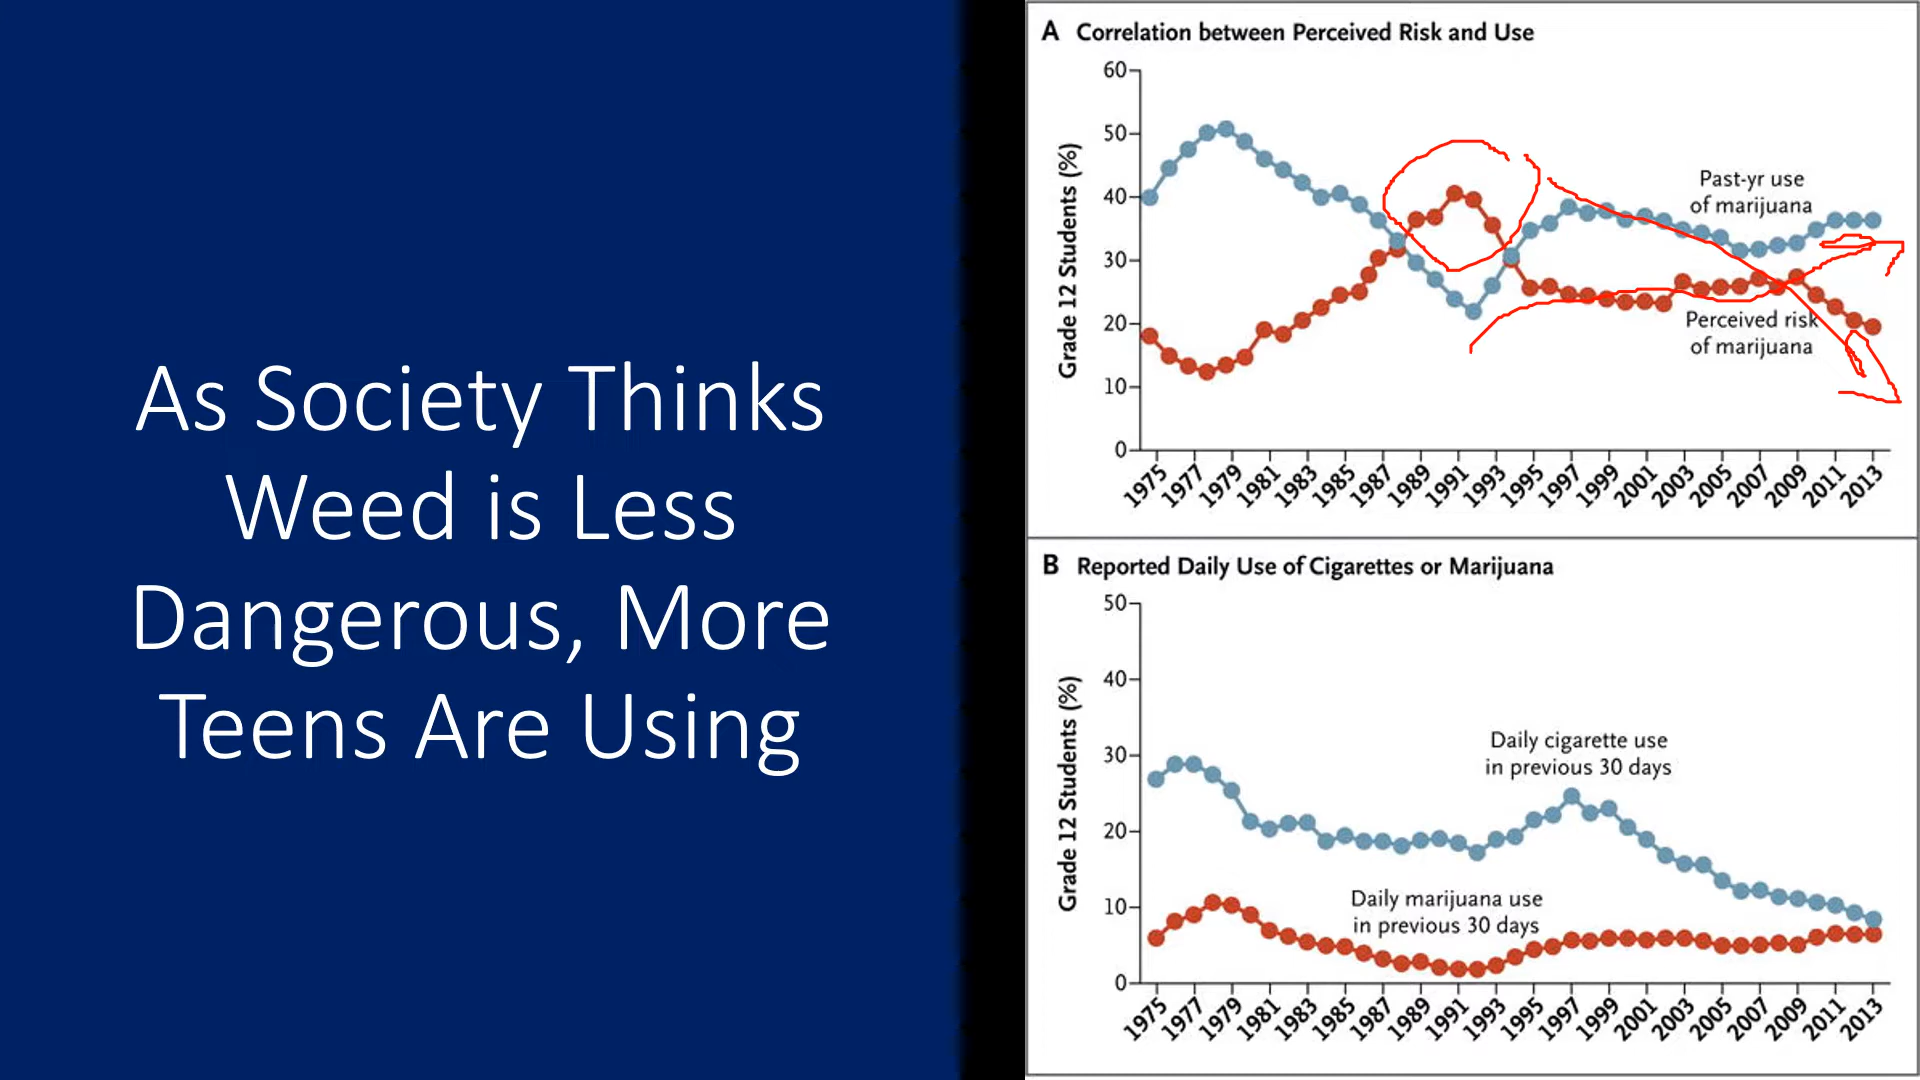 As Society Thinks
Weed is Less
Dangerous, More
Teens Are Using
A Correlation between Perceived Risk and Use
60
50
40
30
20
10
0
Grade 12 Students (%)
Past-yr use
of marijuana
Perceived risk
of marijuana
1975 1977 1979 1981 1983 1985 1987 1989 1991 1993 1995 1997 1999 2001 2003 2005 2007 2009 2011 2013
B Reported Daily Use of Cigarettes or Marijuana
50
40
30
20
10
0
Grade 12 Students (%)
Daily cigarette use
in previous 30 days
Daily marijuana use
in previous 30 days
1975 1977 1979 1981 1983 1985 1987 1989 1991 1993 1995 1997 1999 2001 2003 2005 2007 2009 2011 2013